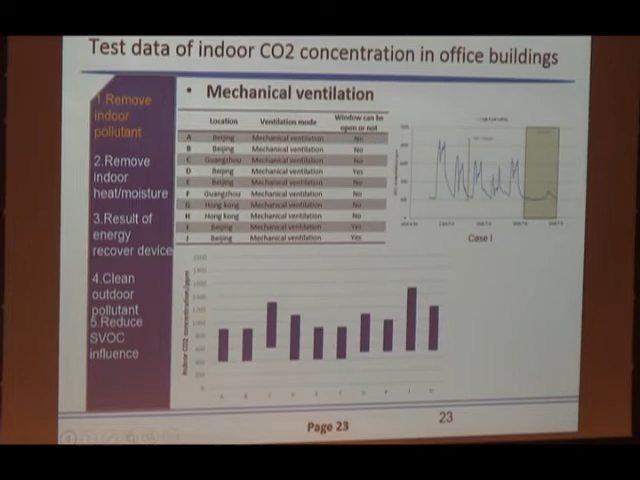 Test data of indoor CO2 concentration in office buildings
1.Remove
indoor
pollutant
2.Remove
indoor
heat/moisture
3.Result of
energy
recover device
4.Clean
outdoor
pollutant
5.Reduce
SVOC
influence
• Mechanical ventilation
Location Ventilation mode Window can be
open or not
A Beijing Mechanical ventilation No
B Beijing Mechanical ventilation No
C Guangzhou Mechanical ventilation No
D Beijing Mechanical ventilation Yes
E Beijing Mechanical ventilation No
F Guangzhou Mechanical ventilation No
G Hong kong Mechanical ventilation No
H Hong kong Mechanical ventilation No
I Beijing Mechanical ventilation Yes
J Beijing Mechanical ventilation Yes
Case I
Indoor CO2 concentration/ppm
Page 23
23